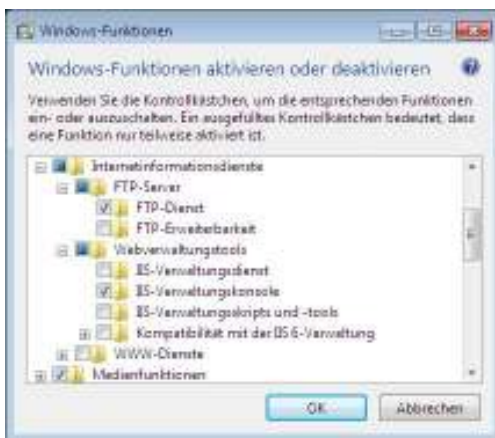 Windows-Funktionen
Windows-Funktionen aktivieren oder deaktivieren
Verwenden Sie die Kontrollkästchen, um die entsprechenden Funktionen
ein- oder auszuschalten. Ein ausgefülltes Kontrollkästchen bedeutet, dass
eine Funktion nur teilweise aktiviert ist.
Internetinformationsdienste
FTP-Server
FTP-Dienst
FTP-Erweiterbarkeit
Webverwaltungstools
IIS-Verwaltungsdienst
IIS-Verwaltungskonsole
IIS-Verwaltungsskripts und -tools
Kompatibilität mit der IIS 6-Verwaltung
WWW-Dienste
Medienfunktionen
OK
Abbrechen